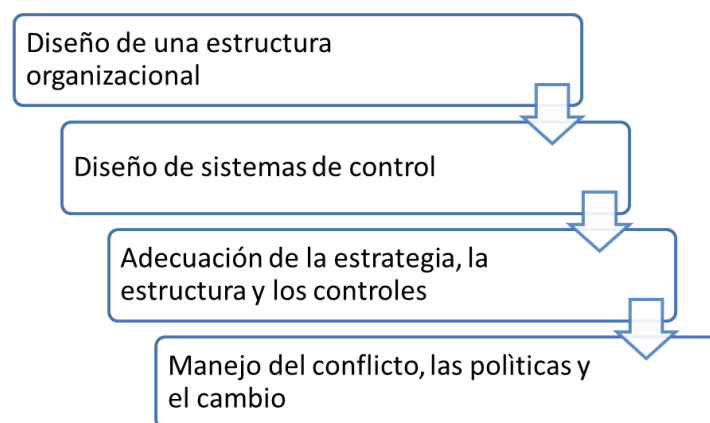 Diseño de una estructura
organizacional
Diseño de sistemas de control
Adecuación de la estrategia, la
estructura y los controles
Manejo del conflicto, las polìticas y
el cambio